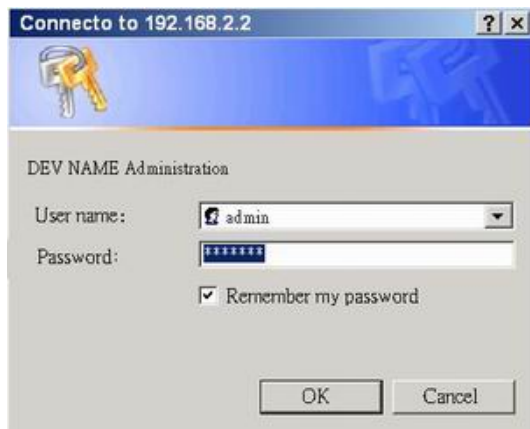 Connecto to 192.168.2.2 ? ×
DEV NAME Administration
User name: admin
Password: *******
Remember my password
OK Cancel